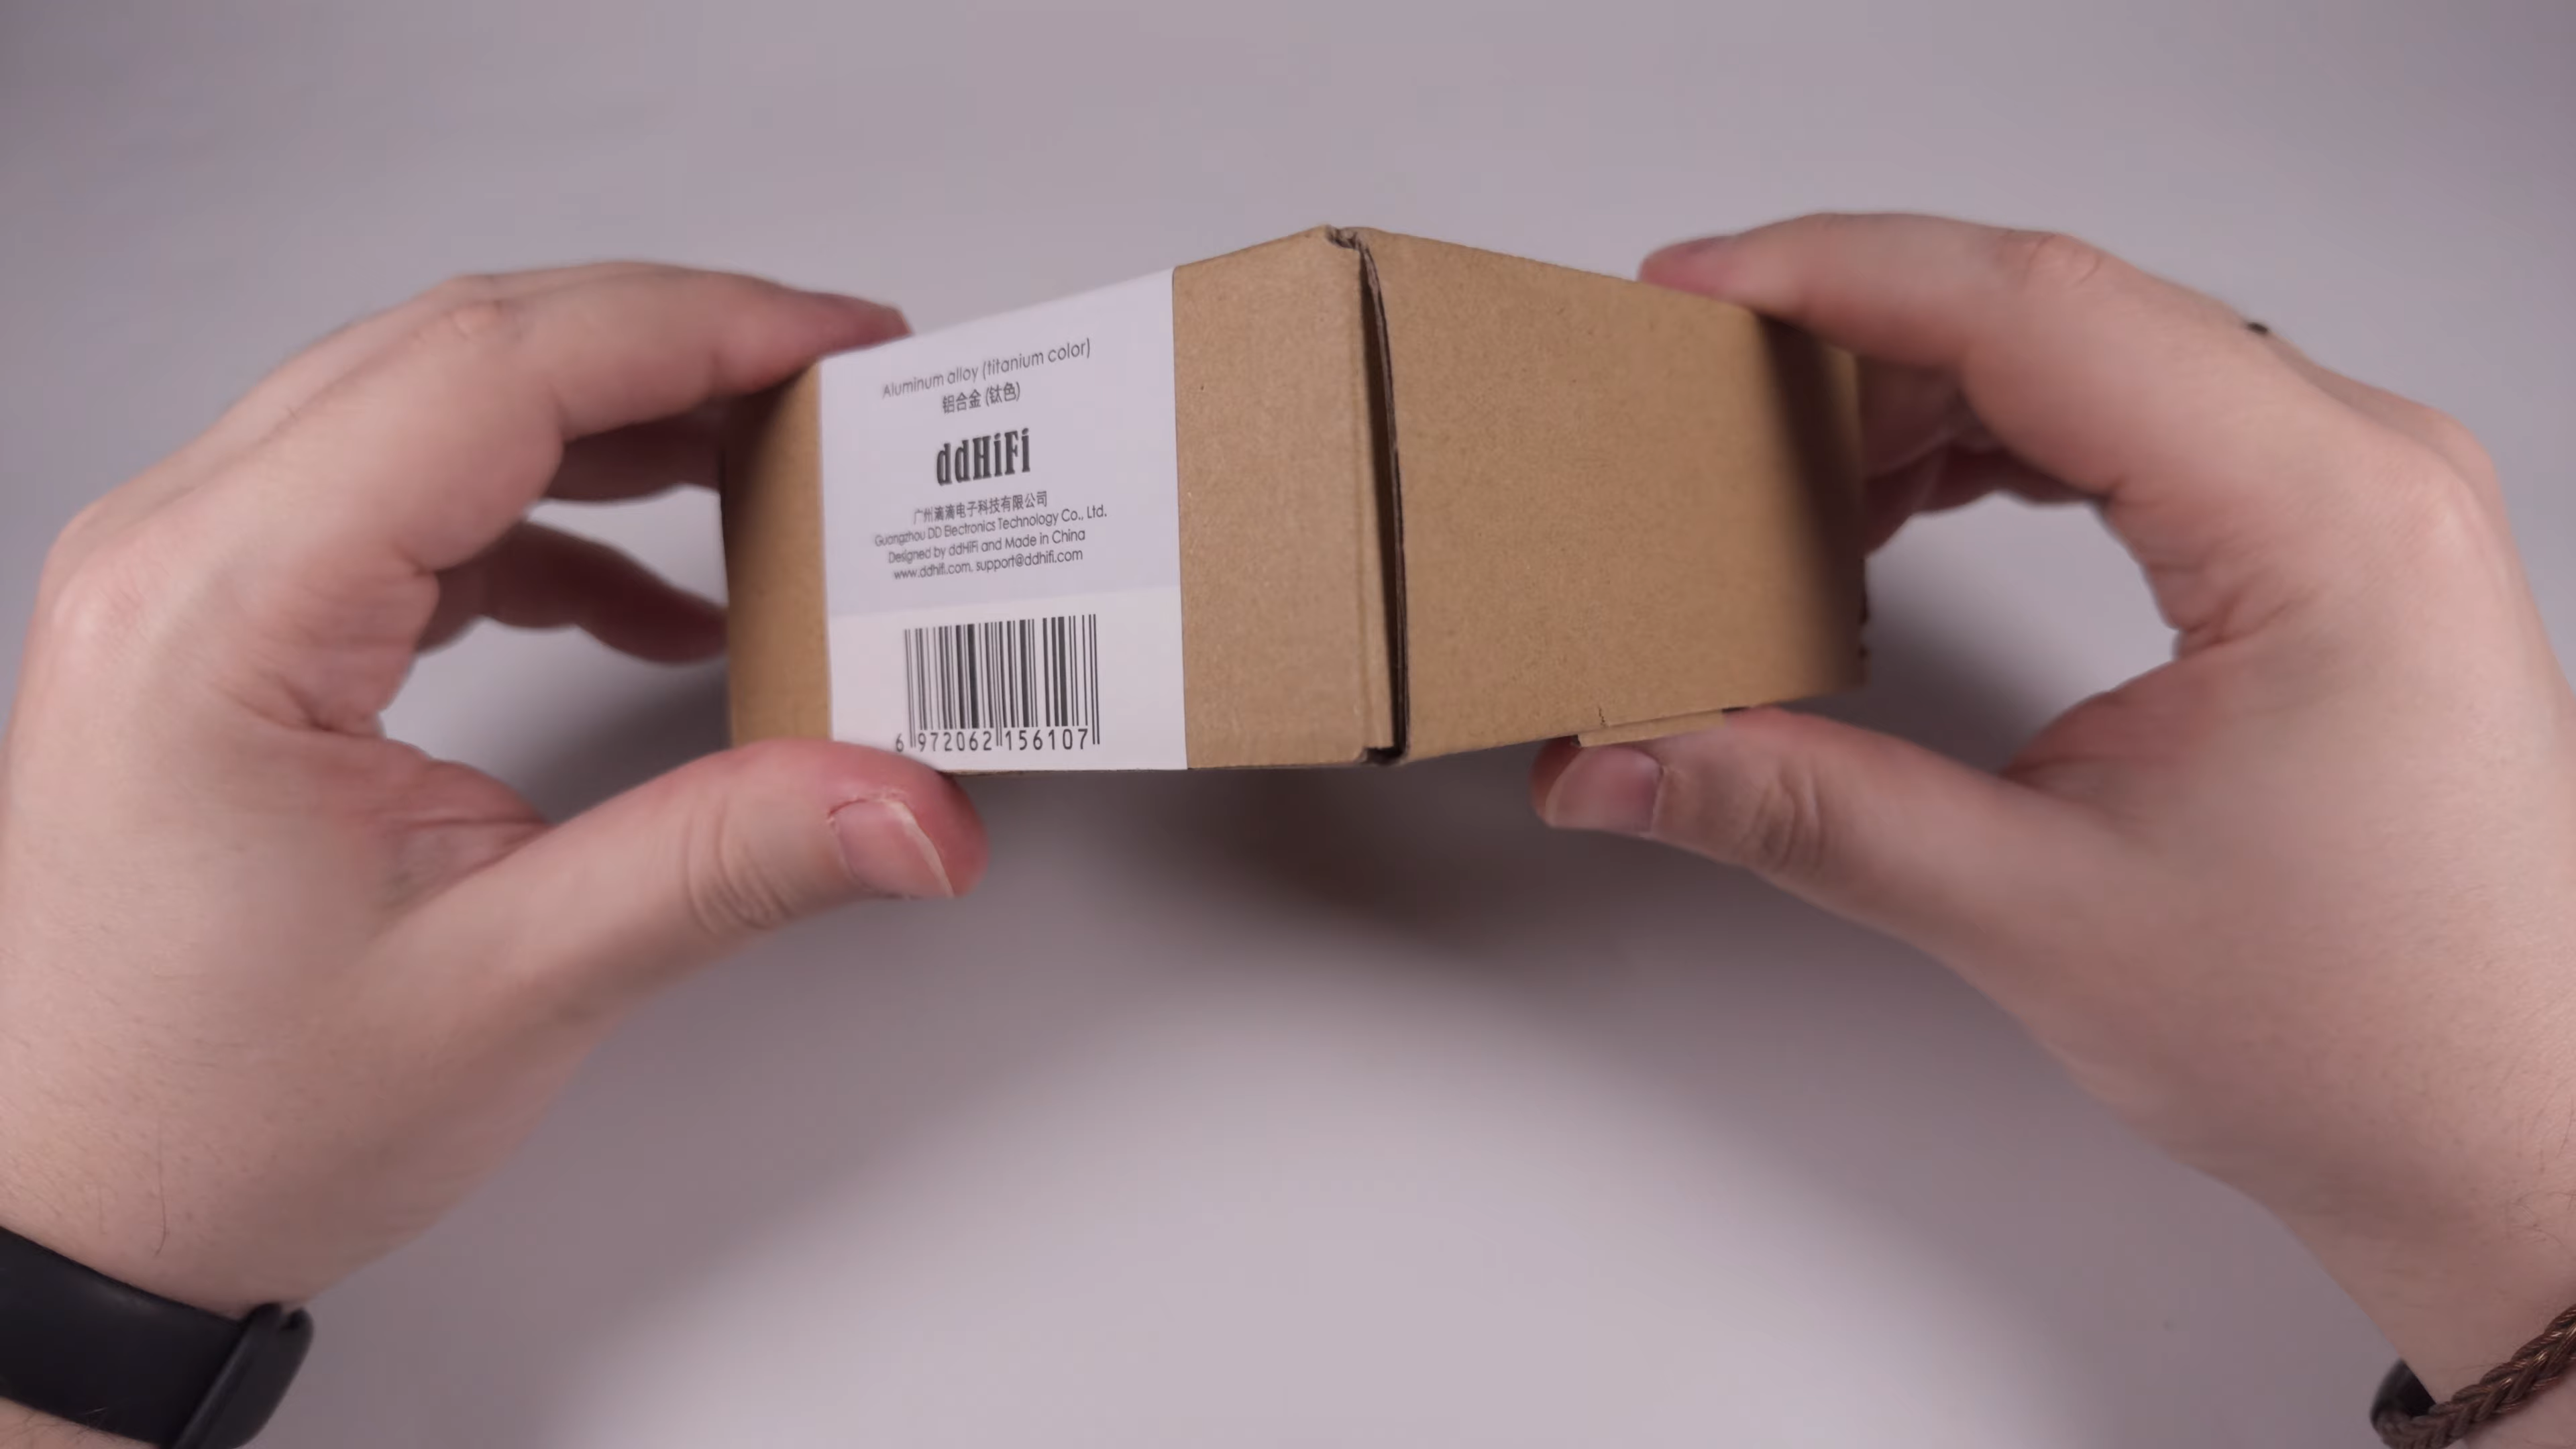 Aluminum alloy (titanium color)
铝合金 (钛色)
ddHiFi
广州滴滴电子科技有限公司
Guangzhou DD Electronics Technology Co., Ltd.
Designed by ddHiFi and Made in China
www.ddhifi.com, support@ddhifi.com
6 972062 156107